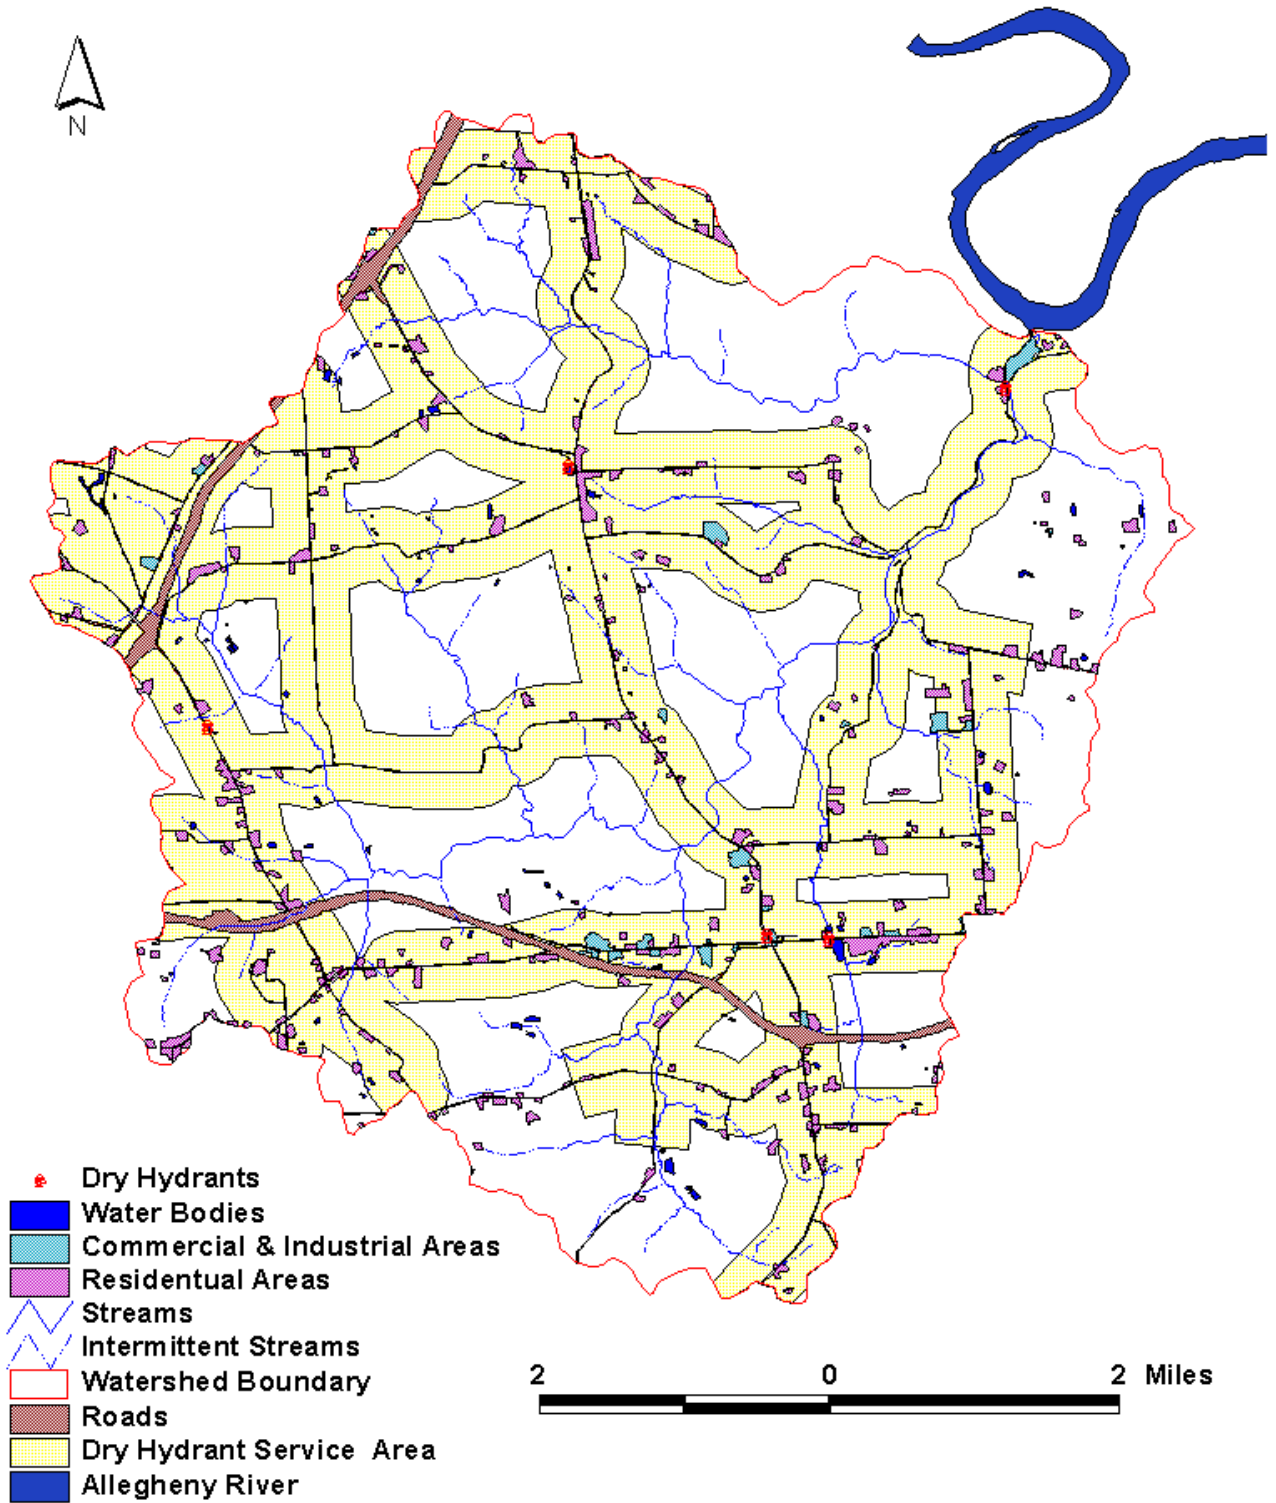 N
Dry Hydrants
Water Bodies
Commercial & Industrial Areas
Residentual Areas
Streams
Intermittent Streams
Watershed Boundary
Roads
Dry Hydrant Service Area
Allegheny River
2 0 2 Miles